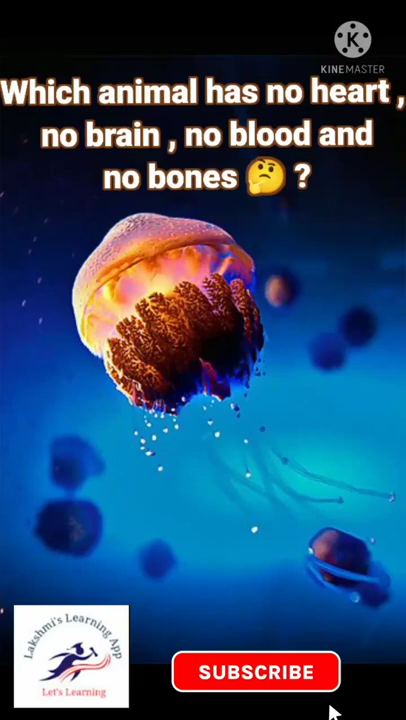 KINEMASTER
Which animal has no heart ,
no brain , no blood and
no bones 🤔 ?
Lakshmi's Learning App
Let's Learning
SUBSCRIBE